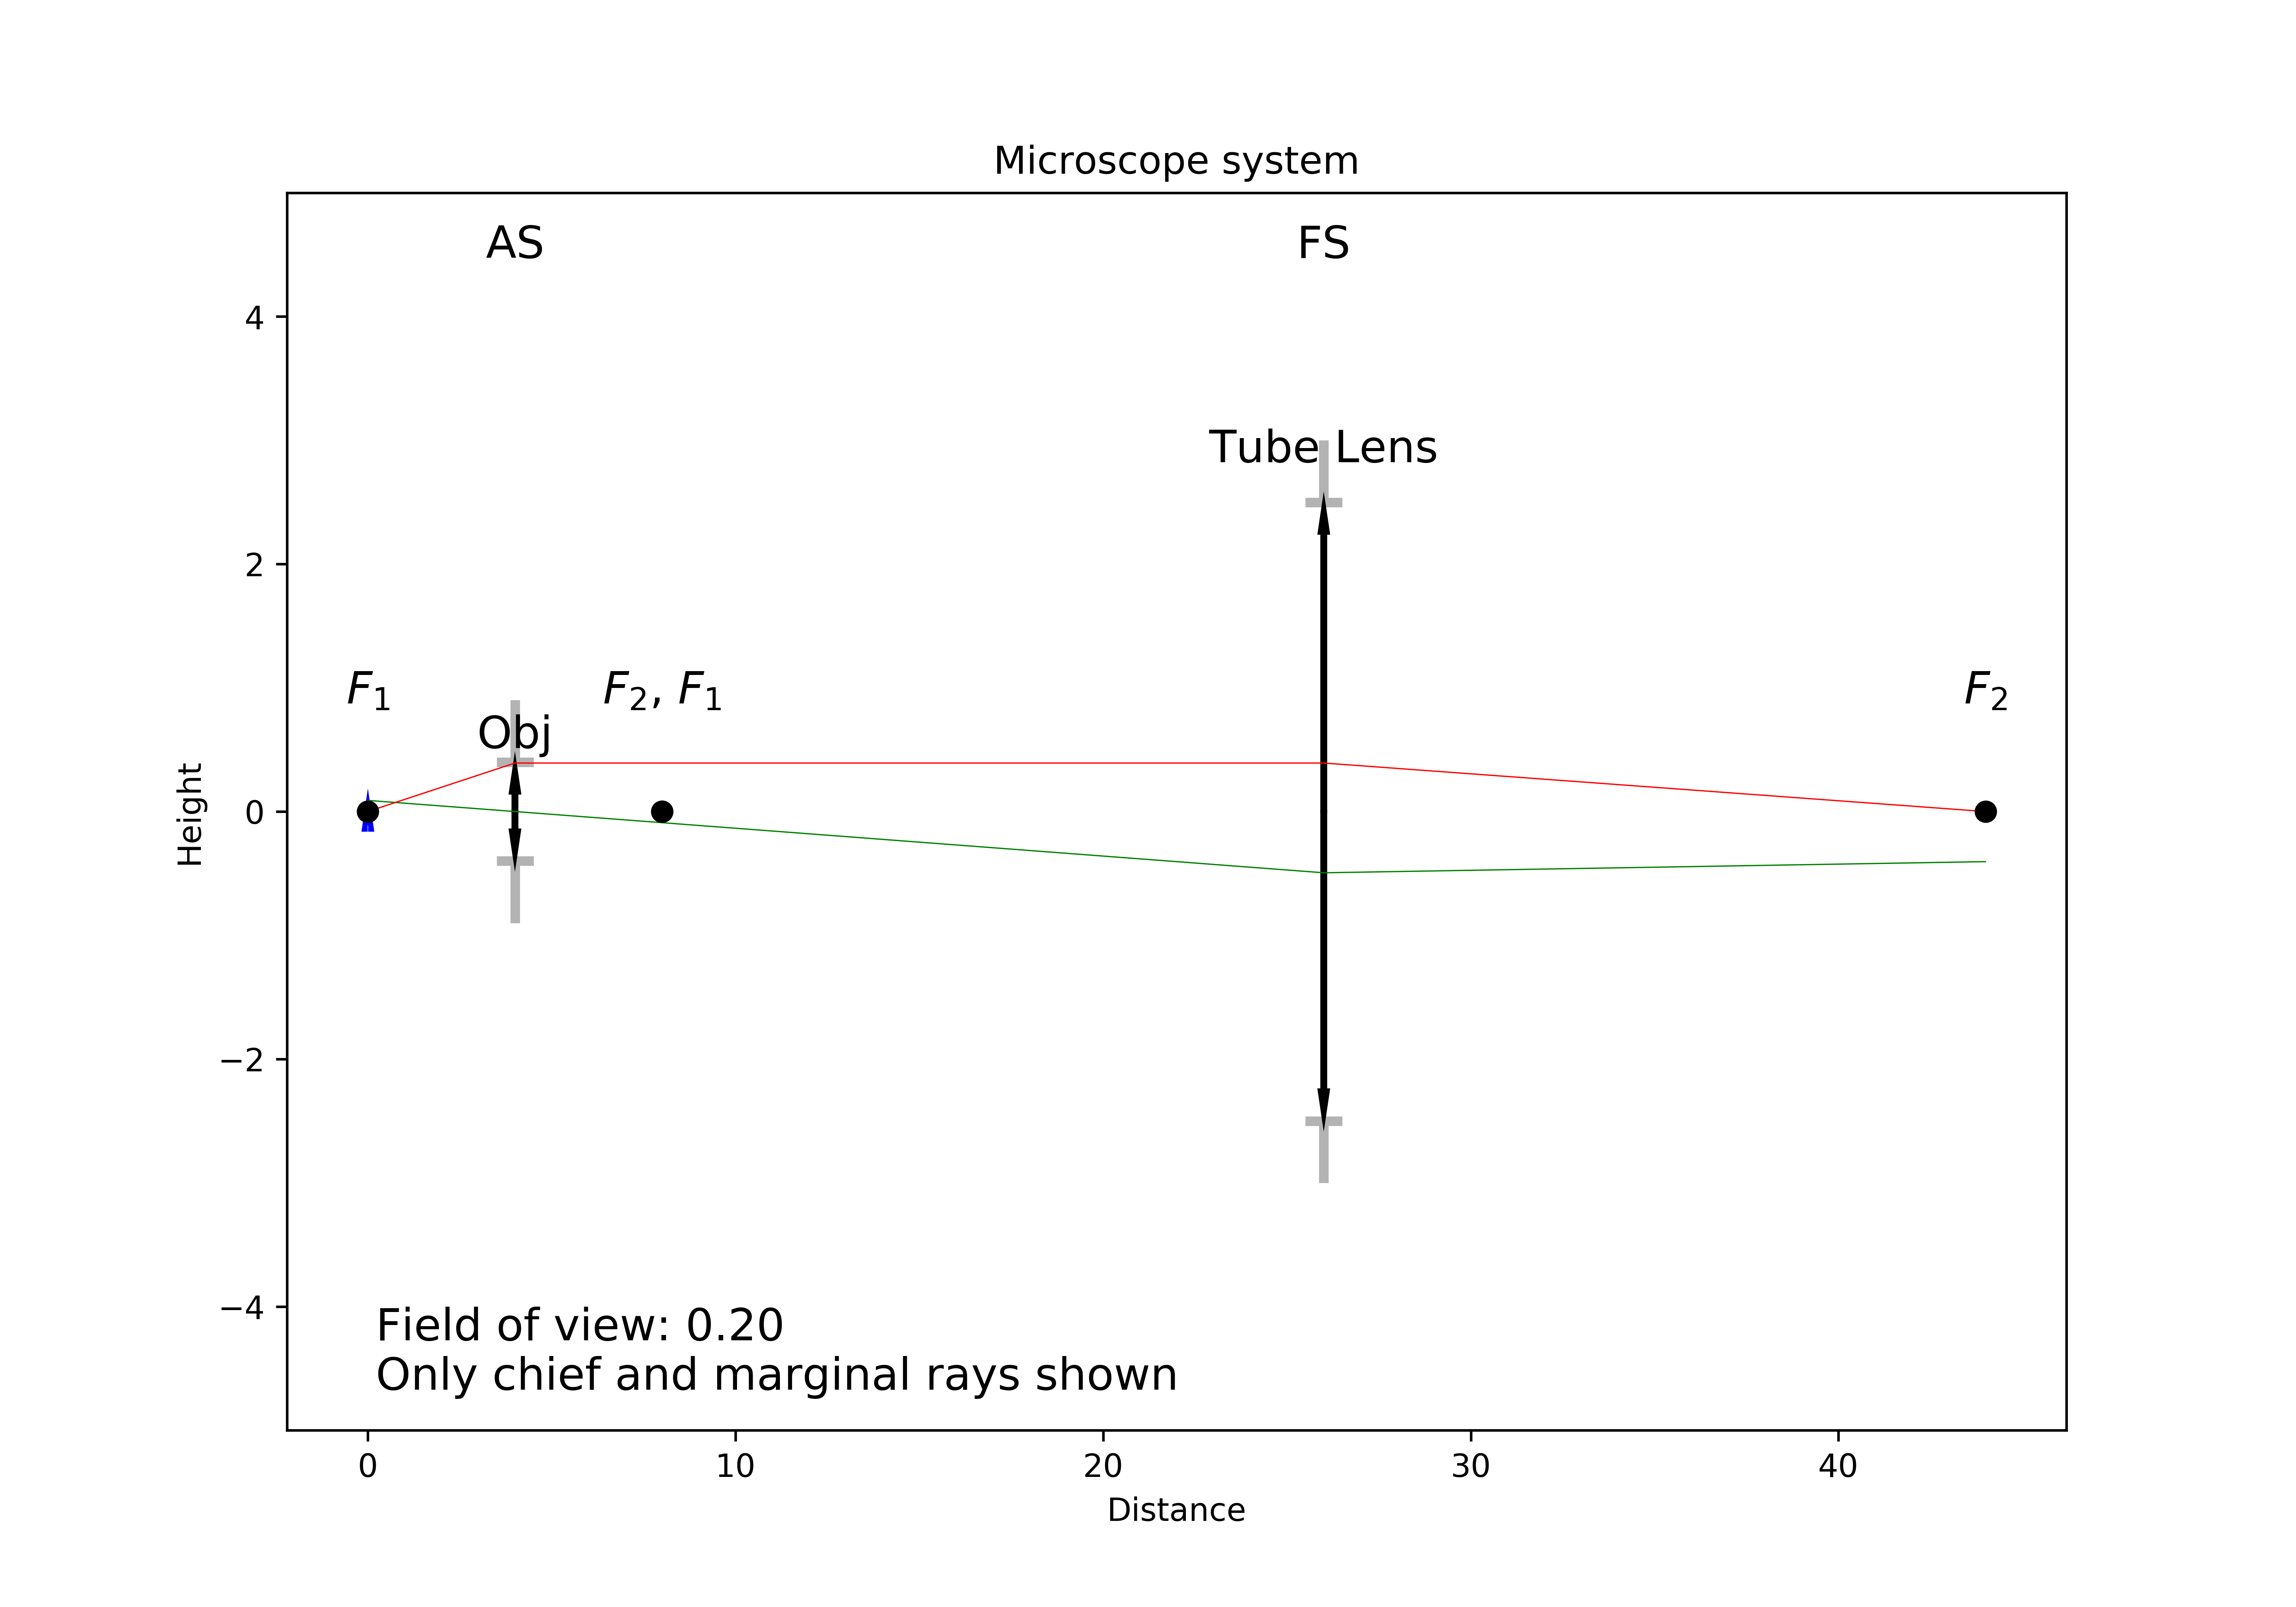 Microscope system
AS
FS
4
Tube Lens
2
F₁
F₂, F₁
F₂
Obj
Height
0
−2
−4
Field of view: 0.20
Only chief and marginal rays shown
0 10 20 30 40
Distance